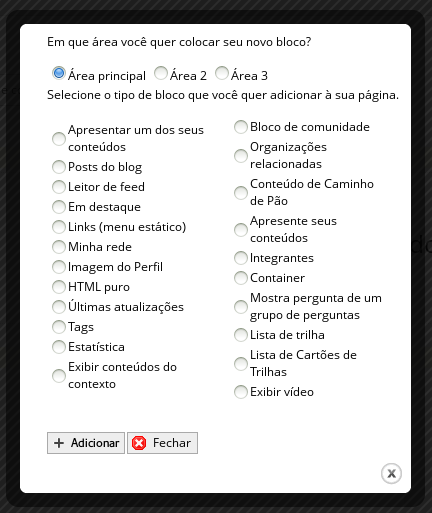 Em que área você quer colocar seu novo bloco?
Área principal Área 2 Área 3
Selecione o tipo de bloco que você quer adicionar à sua página.
Apresentar um dos seus
conteúdos
Posts do blog
Leitor de feed
Em destaque
Links (menu estático)
Minha rede
Imagem do Perfil
HTML puro
Últimas atualizações
Tags
Estatística
Exibir conteúdos do
contexto
Bloco de comunidade
Organizações
relacionadas
Conteúdo de Caminho
de Pão
Apresente seus
conteúdos
Integrantes
Container
Mostra pergunta de um
grupo de perguntas
Lista de trilha
Lista de Cartões de
Trilhas
Exibir vídeo
+ Adicionar Fechar
X